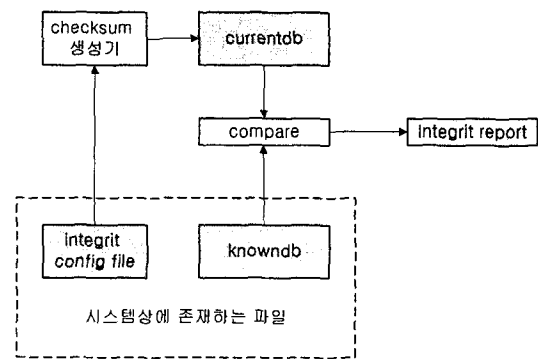 checksum
생성기
currentdb
compare
integrit report
integrit
config file
knowndb
시스템상에 존재하는 파일